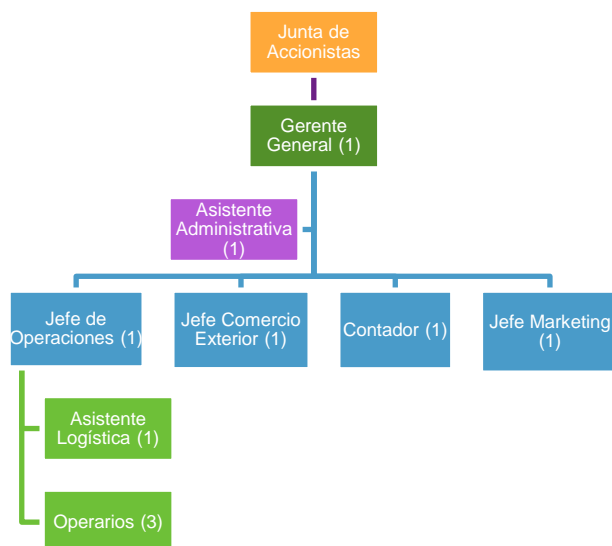 Junta de
Accionistas
Gerente
General (1)
Asistente
Administrativa
(1)
Jefe de
Operaciones (1)
Jefe Comercio
Exterior (1)
Contador (1)
Jefe Marketing
(1)
Asistente
Logística (1)
Operarios (3)